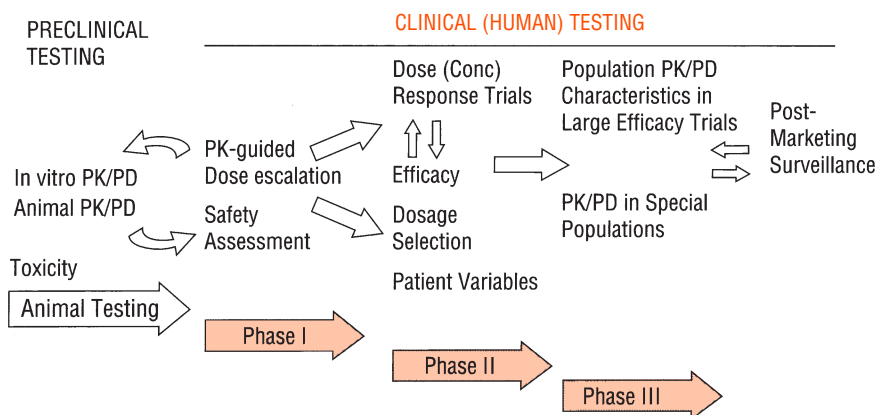 PRECLINICAL
TESTING
CLINICAL (HUMAN) TESTING
In vitro PK/PD
Animal PK/PD
Toxicity
Animal Testing
PK-guided
Dose escalation
Safety
Assessment
Phase I
Dose (Conc)
Response Trials
Efficacy
Dosage
Selection
Patient Variables
Phase II
Population PK/PD
Characteristics in
Large Efficacy Trials
PK/PD in Special
Populations
Phase III
Post-
Marketing
Surveillance